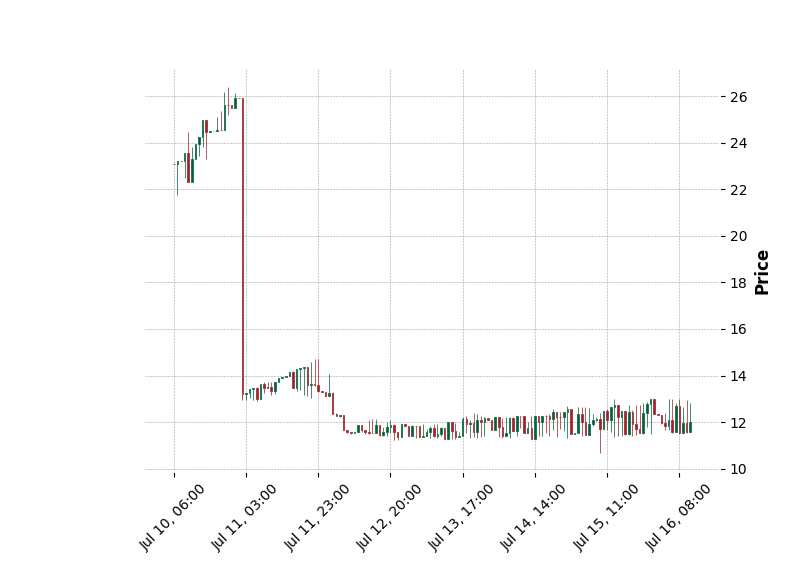 26
24
22
20
18
16
14
12
10
Price
Jul 10, 06:00
Jul 11, 03:00
Jul 11, 23:00
Jul 12, 20:00
Jul 13, 17:00
Jul 14, 14:00
Jul 15, 11:00
Jul 16, 08:00